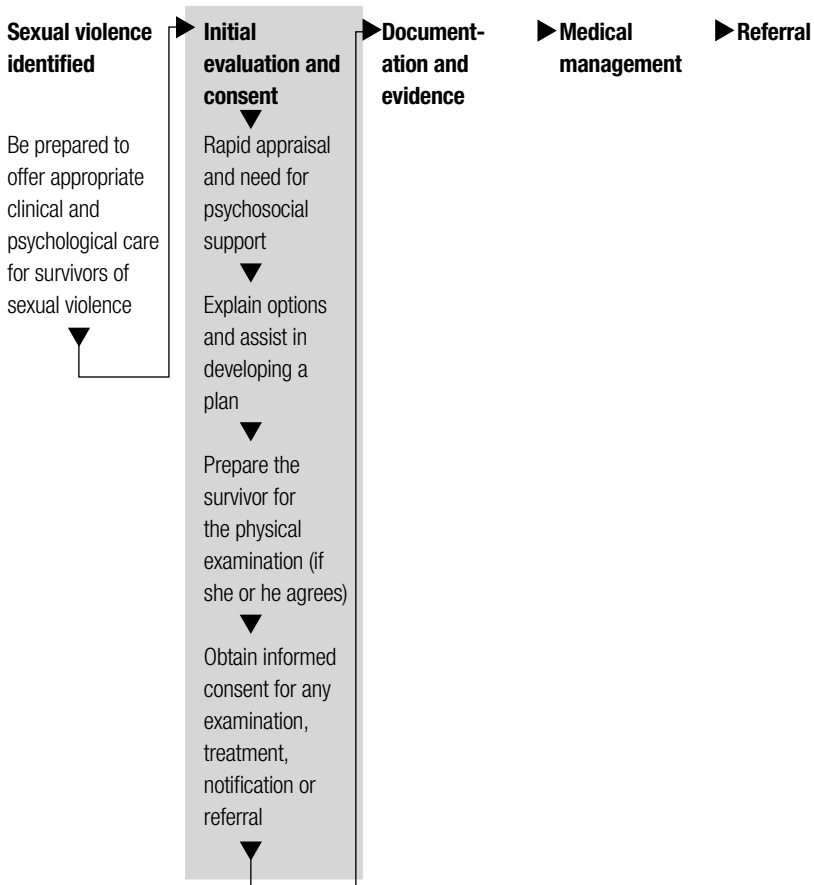 Sexual violence
identified
Be prepared to
offer appropriate
clinical and
psychological care
for survivors of
sexual violence
Initial
evaluation and
consent
Rapid appraisal
and need for
psychosocial
support
Explain options
and assist in
developing a
plan
Prepare the
survivor for
the physical
examination (if
she or he agrees)
Obtain informed
consent for any
examination,
treatment,
notification or
referral
Document-
ation and
evidence
Medical
management
Referral